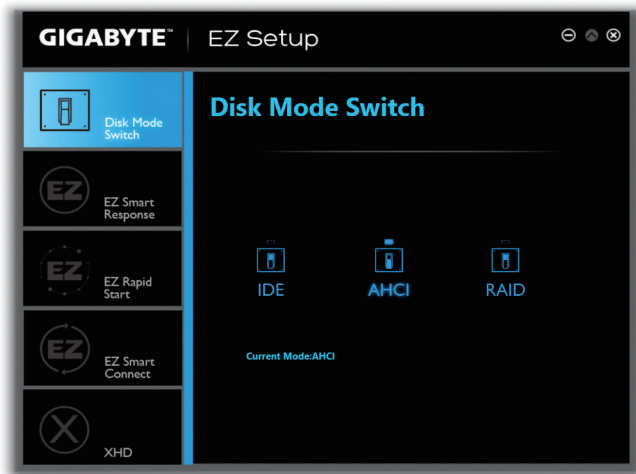 GIGABYTE™ EZ Setup
Disk Mode
Switch
EZ
EZ Smart
Response
EZ
EZ Rapid
Start
EZ
EZ Smart
Connect
X
XHD
Disk Mode Switch
IDE AHCI RAID
Current Mode:AHCI